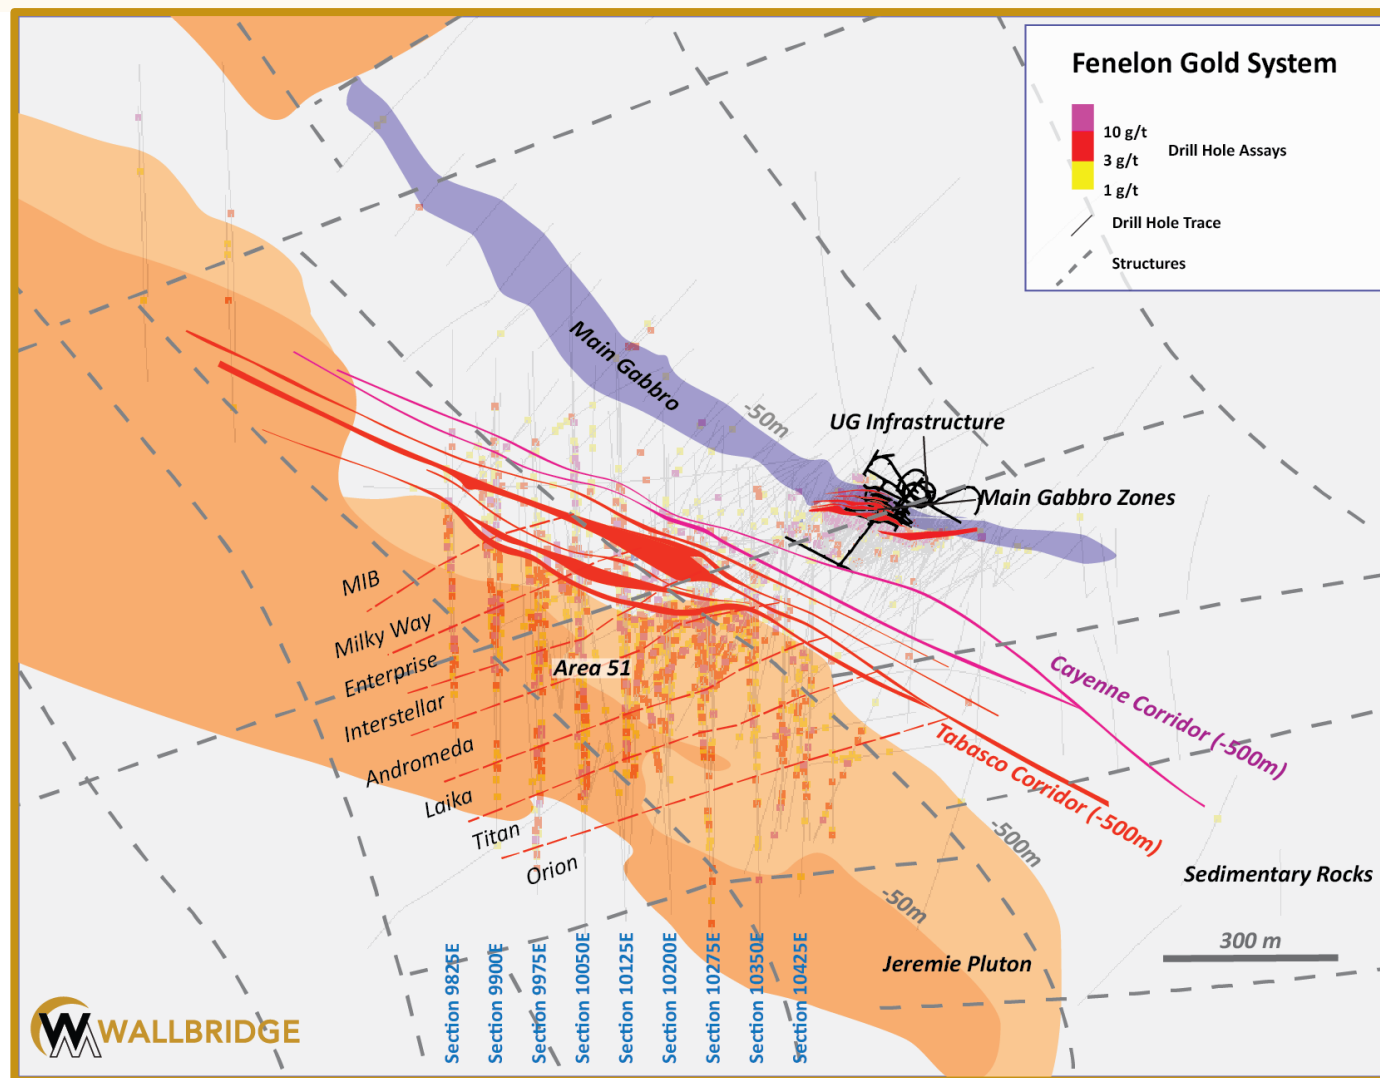 Fenelon Gold System
10 g/t
3 g/t
1 g/t
Drill Hole Assays
Drill Hole Trace
Structures
Main Gabbro
-50m
UG Infrastructure
Main Gabbro Zones
MIB
Milky Way
Enterprise
Interstellar
Andromeda
Laika
Titan
Orion
Area 51
Cayenne Corridor (-500m)
Tabasco Corridor (-500m)
-500m
-50m
Sedimentary Rocks
Jeremie Pluton
300 m
Section 9825E
Section 9900E
Section 9975E
Section 10050E
Section 10125E
Section 10200E
Section 10275E
Section 10350E
Section 10425E
WALLBRIDGE